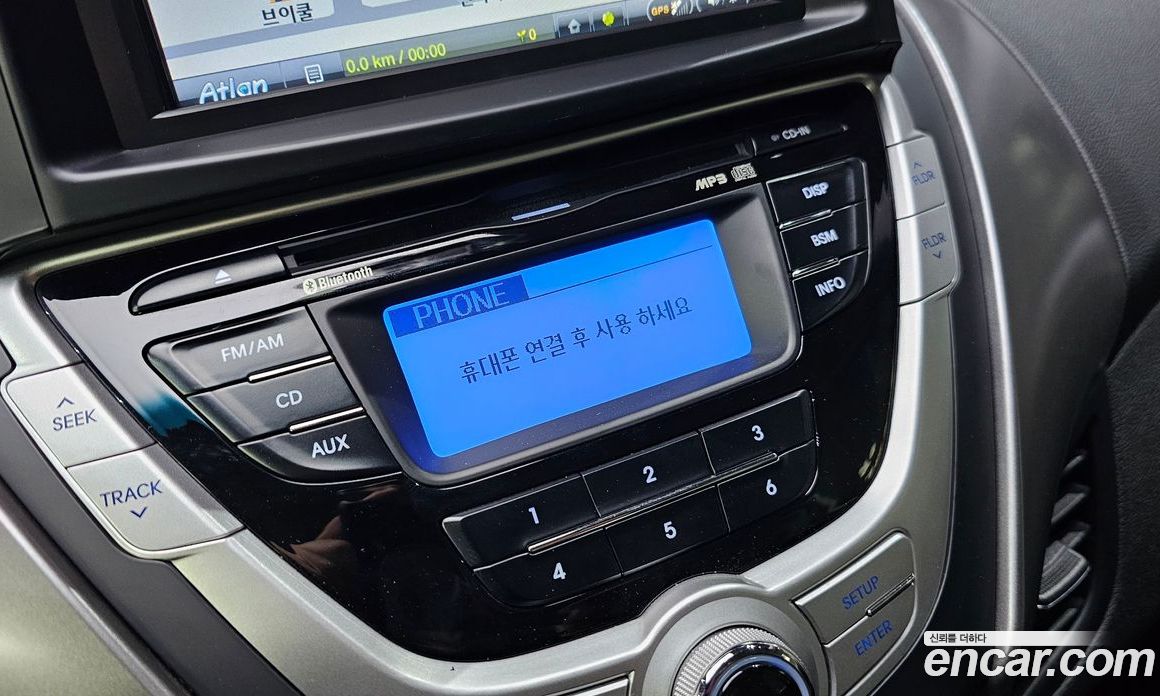 브이쿨
GPS
Atlan
0.0 km / 00:00
0
CD-IN
MP3
DISP
BSM
INFO
FLDR
FLDR
Bluetooth
PHONE
휴대폰 연결 후 사용 하세요
FM/AM
CD
AUX
SEEK
TRACK
1
2
3
4
5
6
SETUP
ENTER
신뢰를 더하다
encar.com